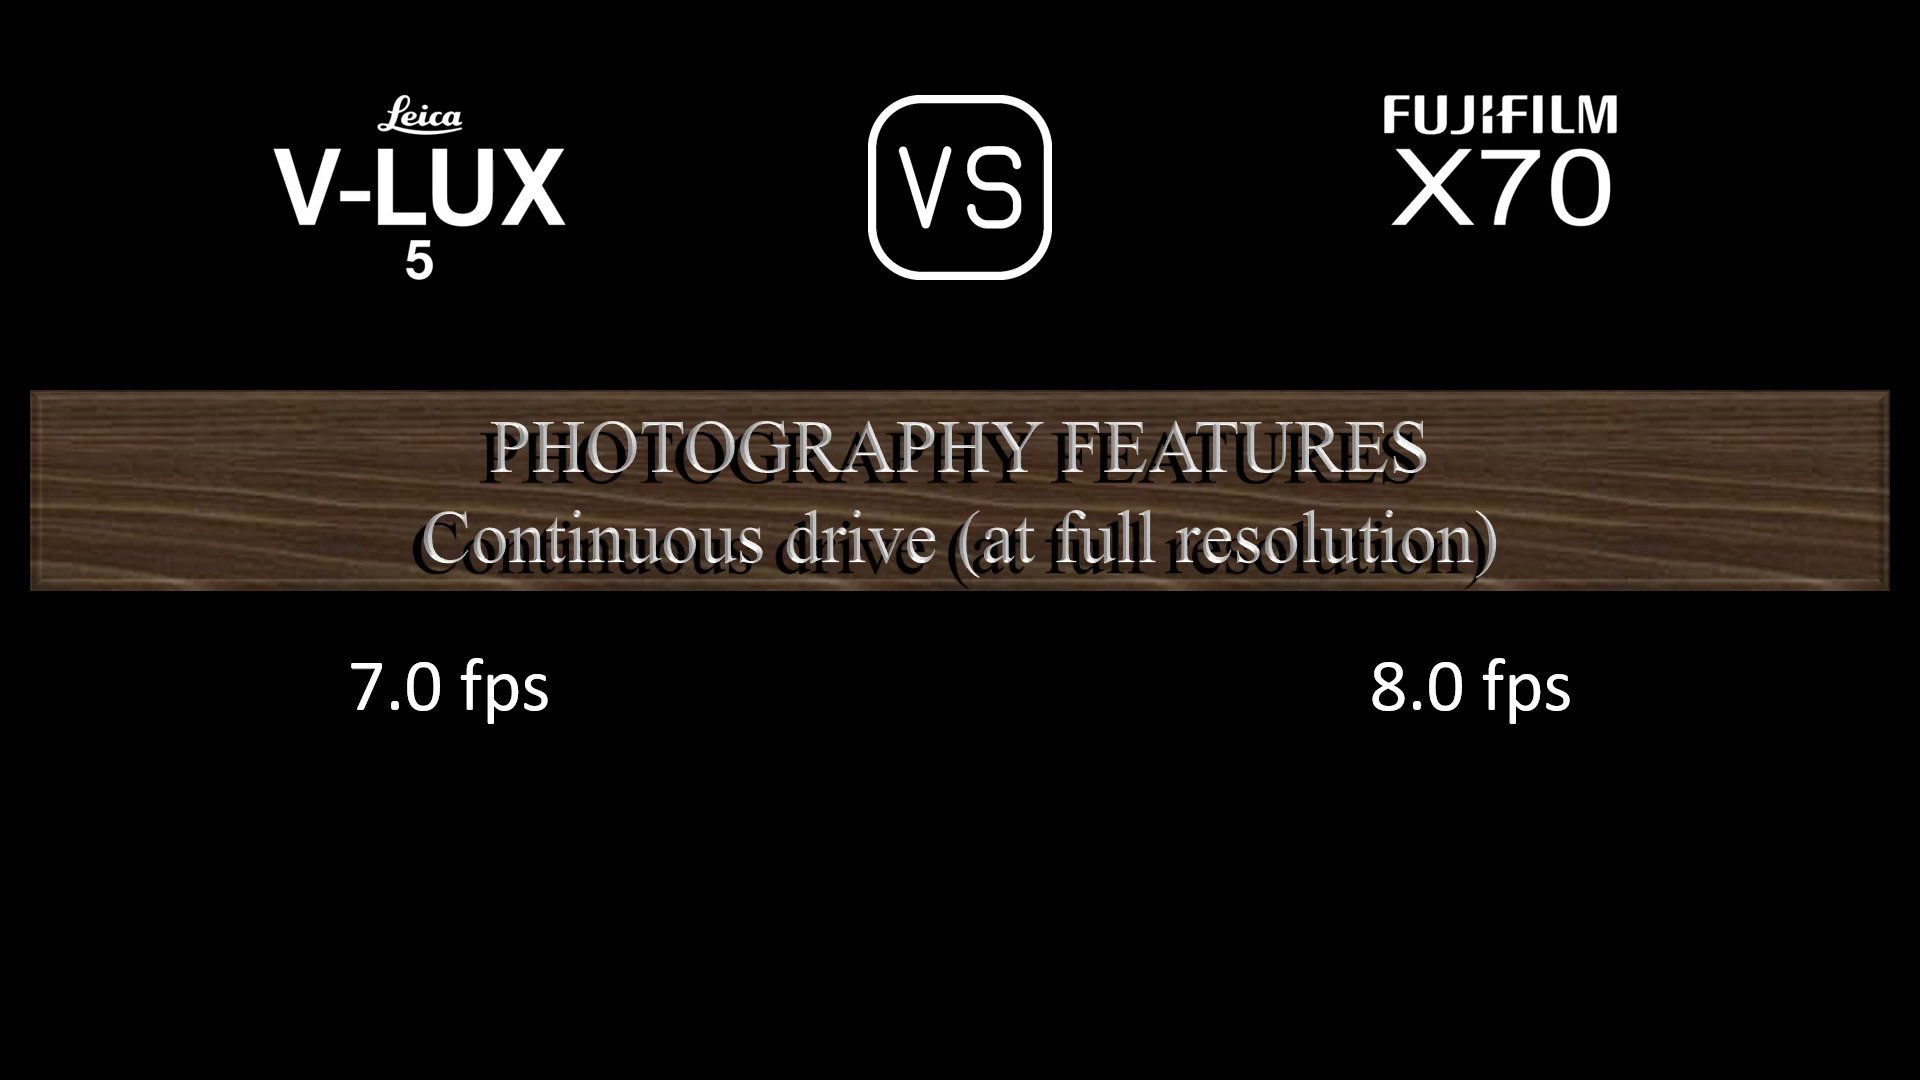 Leica
V-LUX
5
VS
FUJIFILM
X70
PHOTOGRAPHY FEATURES
Continuous drive (at full resolution)
7.0 fps
8.0 fps